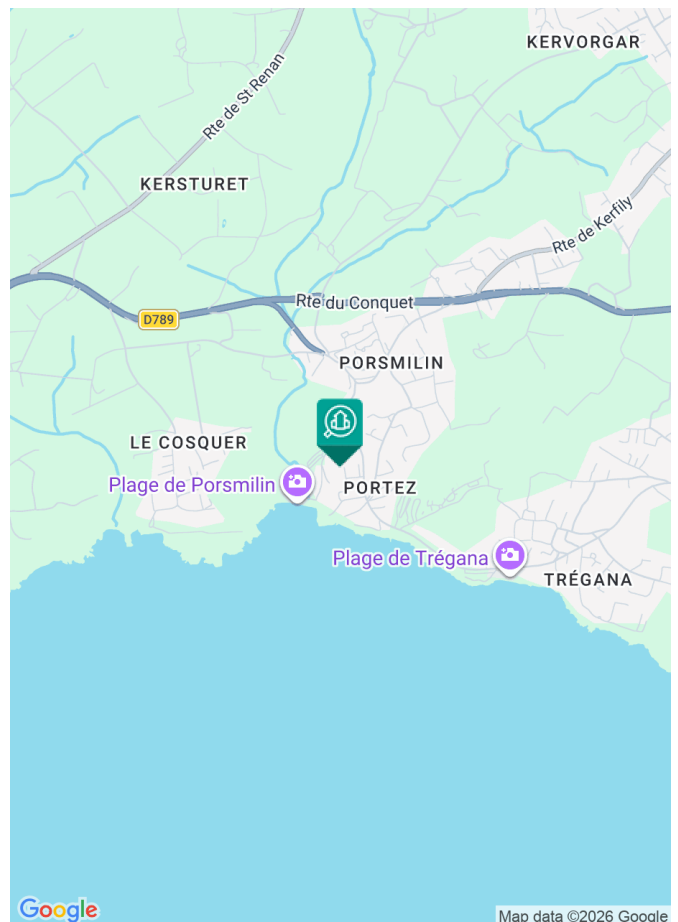 KERVORGAR
Rte de St Renan
KERSTURET
Rte de Kerfily
Rte du Conquet
D789
PORSMILIN
LE COSQUER
Plage de Porsmilin
PORTEZ
Plage de Trégana
TRÉGANA
Google
Map data ©2026 Google